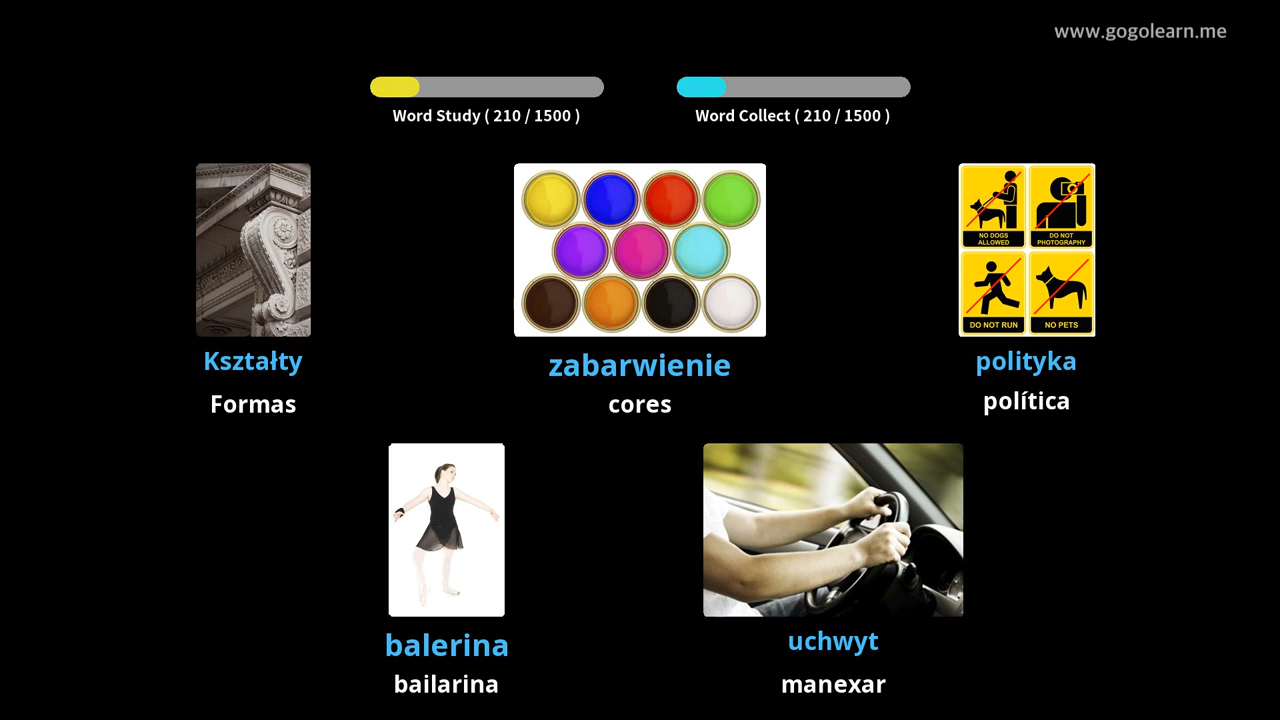 www.gogolearn.me
Word Study ( 210 / 1500 )
Word Collect ( 210 / 1500 )
NO DOGS
ALLOWED
DO NOT
PHOTOGRAPHY
DO NOT RUN
NO PETS
Kształty
zabarwienie
polityka
Formas
cores
política
balerina
uchwyt
bailarina
manexar